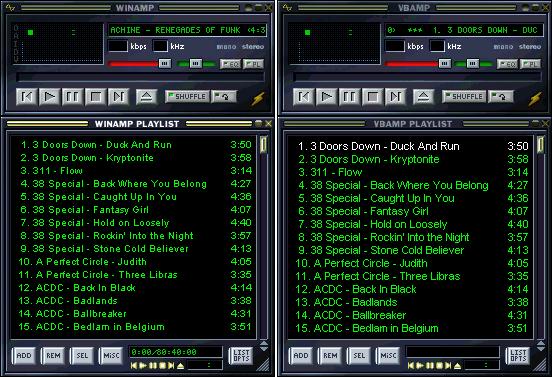 WINAMP
ACHINE - RENEGADES OF FUNK (4:3
kbps kHz mono stereo
EQ PL
SHUFFLE
WINAMP PLAYLIST
1. 3 Doors Down - Duck And Run 3:50
2. 3 Doors Down - Kryptonite 3:58
3. 311 - Flow 3:14
4. 38 Special - Back Where You Belong 4:27
5. 38 Special - Caught Up In You 4:36
6. 38 Special - Fantasy Girl 4:07
7. 38 Special - Hold on Loosely 4:40
8. 38 Special - Rockin' Into the Night 3:57
9. 38 Special - Stone Cold Believer 4:13
10. A Perfect Circle - Judith 4:05
11. A Perfect Circle - Three Libras 3:35
12. ACDC - Back In Black 4:14
13. ACDC - Badlands 3:38
14. ACDC - Ballbreaker 4:31
15. ACDC - Bedlam in Belgium 3:51
ADD REM SEL MISC 0:00/80:40:00 LIST OPTS
VBAMP
0) *** 1. 3 DOORS DOWN - DUC
kbps kHz mono stereo
EQ PL
SHUFFLE
VBAMP PLAYLIST
1. 3 Doors Down - Duck And Run 3:50
2. 3 Doors Down - Kryptonite 3:58
3. 311 - Flow 3:14
4. 38 Special - Back Where You Belong 4:27
5. 38 Special - Caught Up In You 4:36
6. 38 Special - Fantasy Girl 4:07
7. 38 Special - Hold on Loosely 4:40
8. 38 Special - Rockin' Into the Night 3:57
9. 38 Special - Stone Cold Believer 4:13
10. A Perfect Circle - Judith 4:05
11. A Perfect Circle - Three Libras 3:35
12. ACDC - Back In Black 4:14
13. ACDC - Badlands 3:38
14. ACDC - Ballbreaker 4:31
15. ACDC - Bedlam in Belgium 3:51
ADD REM SEL MISC LIST OPTS